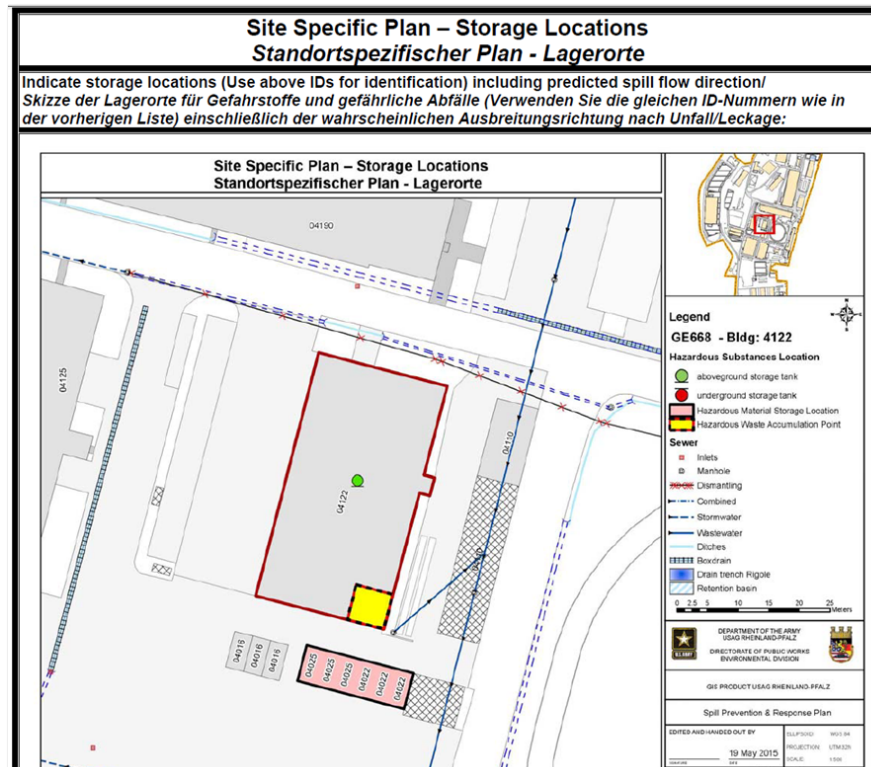 Site Specific Plan – Storage Locations
Standortspezifischer Plan - Lagerorte
Indicate storage locations (Use above IDs for identification) including predicted spill flow direction/
Skizze der Lagerorte für Gefahrstoffe und gefährliche Abfälle (Verwenden Sie die gleichen ID-Nummern wie in
der vorherigen Liste) einschließlich der wahrscheinlichen Ausbreitungsrichtung nach Unfall/Leckage:
Site Specific Plan – Storage Locations
Standortspezifischer Plan - Lagerorte
04190
04125
04110
04122
04016
04016
04016
04025
04025
04025
04022
04022
04022
Legend
GE668 - Bldg: 4122
Hazardous Substances Location
aboveground storage tank
underground storage tank
Hazardous Material Storage Location
Hazardous Waste Accumulation Point
Sewer
Inlets
Manhole
Dismantling
Combined
Stormwater
Wastewater
Ditches
Boxdrain
Drain trench Rigole
Retention basin
0 2.5 5 10 15 20 25
Meters
DEPARTMENT OF THE ARMY
USAG RHEINLAND-PFALZ
DIRECTORATE OF PUBLIC WORKS
ENVIRONMENTAL DIVISION
GIS PRODUCT USAG RHEINLAND-PFALZ
Spill Prevention & Response Plan
EDITED AND HANDED OUT BY
19 May 2015
PROJECTION:
SCALE: